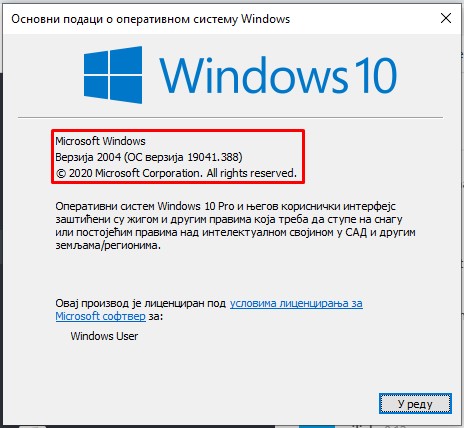 Основни подаци о оперативном систему Windows
Windows 10
Microsoft Windows
Верзија 2004 (ОС верзија 19041.388)
© 2020 Microsoft Corporation. All rights reserved.
Оперативни систем Windows 10 Pro и његов кориснички интерфејс
заштићени су жигом и другим правима која треба да ступе на снагу
или постојећим правима над интелектуалном својином у САД и другим
земљама/регионима.
Овај производ је лиценциран под условима лиценцирања за
Microsoft софтвер за:
Windows User
У реду